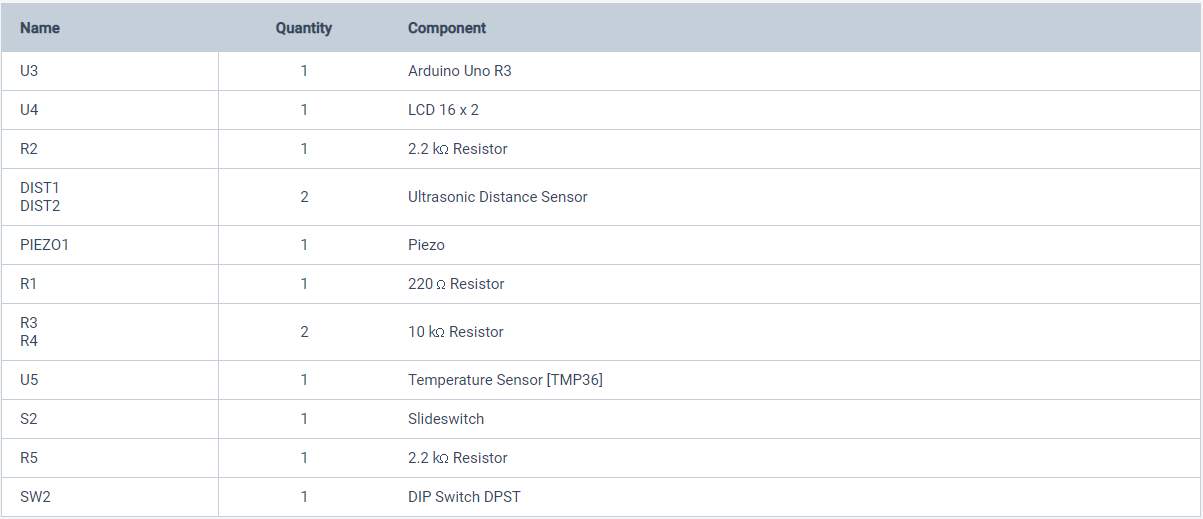 Name Quantity Component
U3 1 Arduino Uno R3
U4 1 LCD 16 x 2
R2 1 2.2 kΩ Resistor
DIST1
DIST2 2 Ultrasonic Distance Sensor
PIEZO1 1 Piezo
R1 1 220 Ω Resistor
R3
R4 2 10 kΩ Resistor
U5 1 Temperature Sensor [TMP36]
S2 1 Slideswitch
R5 1 2.2 kΩ Resistor
SW2 1 DIP Switch DPST